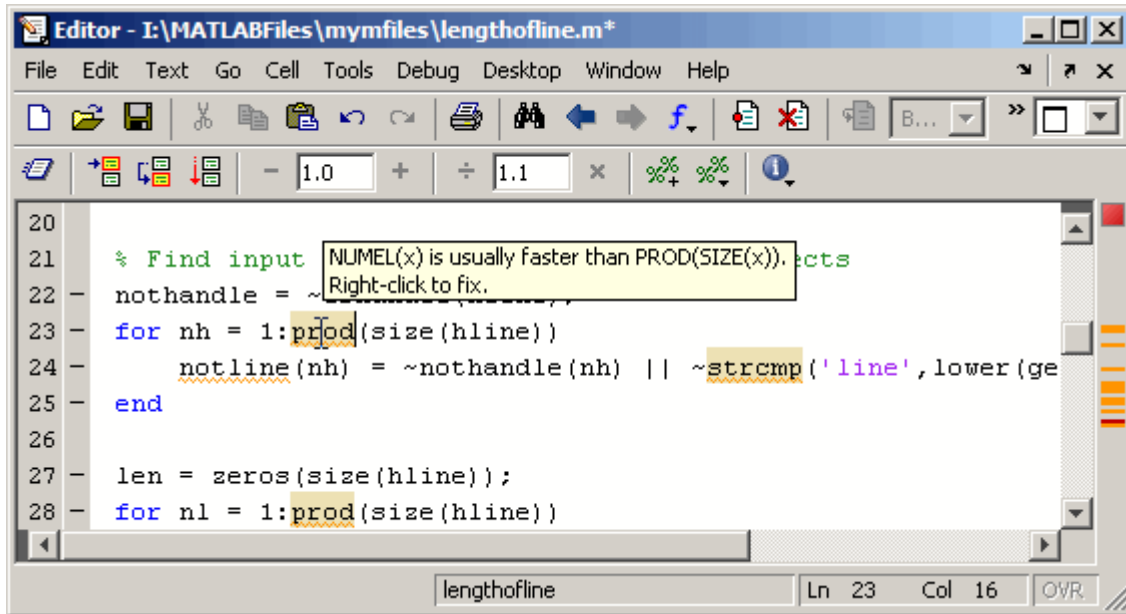 Editor - I:\MATLABFiles\mymfiles\lengthofline.m*
File Edit Text Go Cell Tools Debug Desktop Window Help
B...
1.0
1.1
20
21 % Find input
NUMEL(x) is usually faster than PROD(SIZE(x)).
ects
Right-click to fix.
22 - nothandle = ~
23 - for nh = 1:prod(size(hline))
24 - notline(nh) = ~nothandle(nh) || ~strcmp('line',lower(ge
25 - end
26
27 - len = zeros(size(hline));
28 - for nl = 1:prod(size(hline))
lengthofline Ln 23 Col 16 OVR